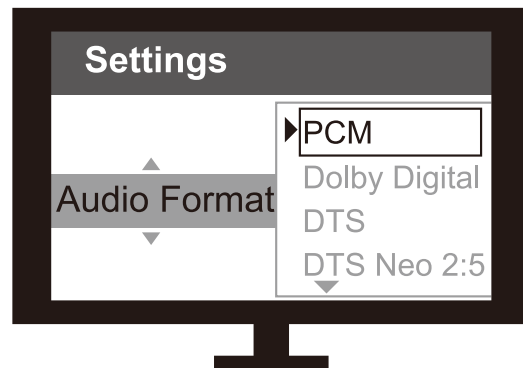 Settings
Audio Format
PCM
Dolby Digital
DTS
DTS Neo 2:5